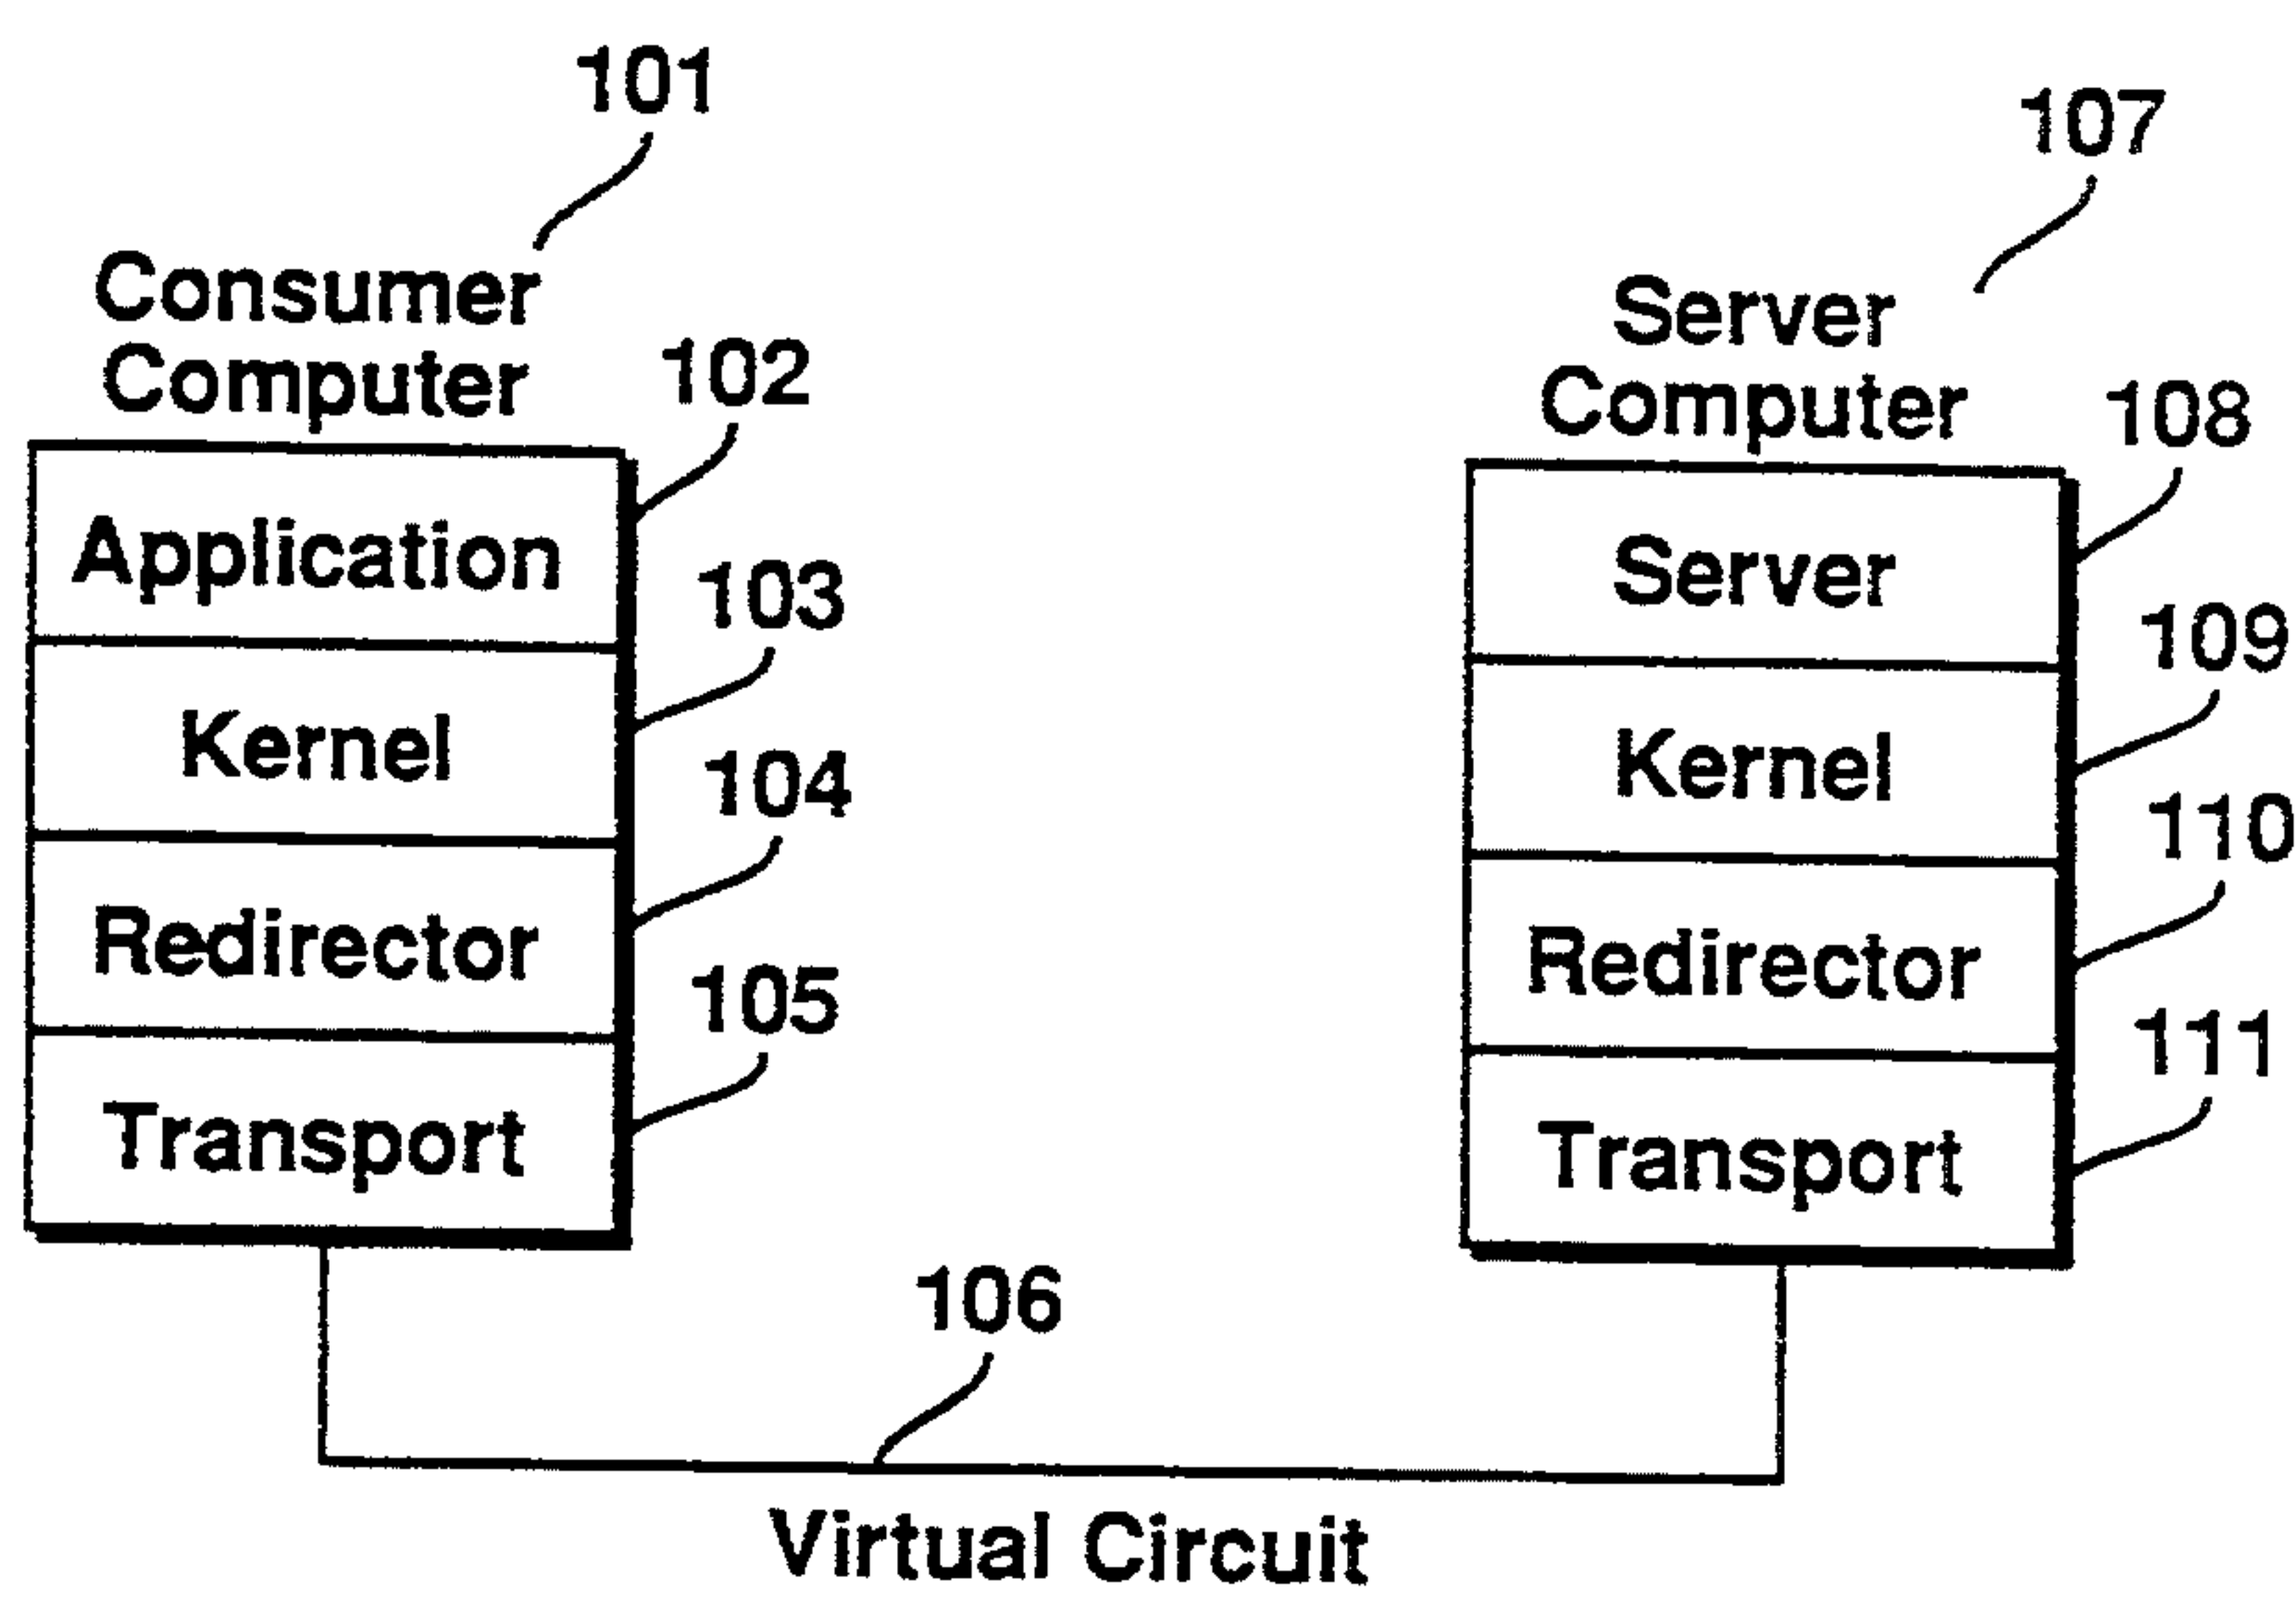 101
107
Consumer
Computer
Server
Computer
102
108
Application
Server
103
109
Kernel
Kernel
104
110
Redirector
Redirector
105
111
Transport
Transport
106
Virtual Circuit